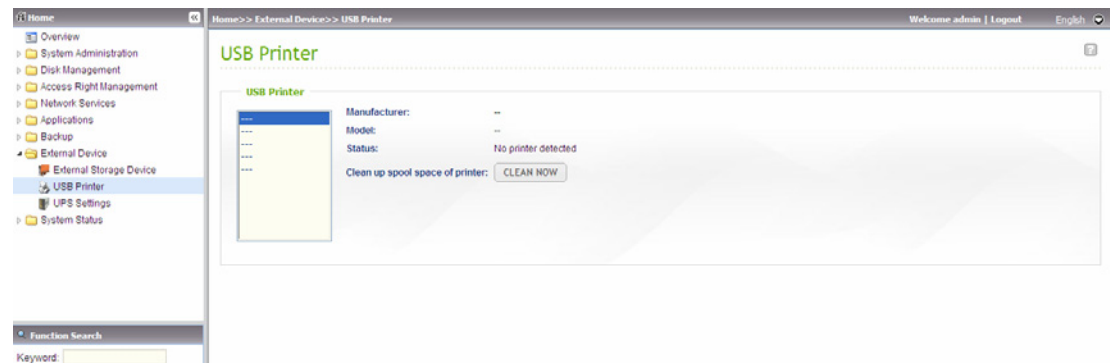 Home
Home>> External Device>> USB Printer
Welcome admin | Logout
English
Overview
System Administration
Disk Management
Access Right Management
Network Services
Applications
Backup
External Device
External Storage Device
USB Printer
UPS Settings
System Status
Function Search
Keyword:
USB Printer
USB Printer
---
---
---
---
---
Manufacturer: --
Model: --
Status: No printer detected
Clean up spool space of printer: CLEAN NOW